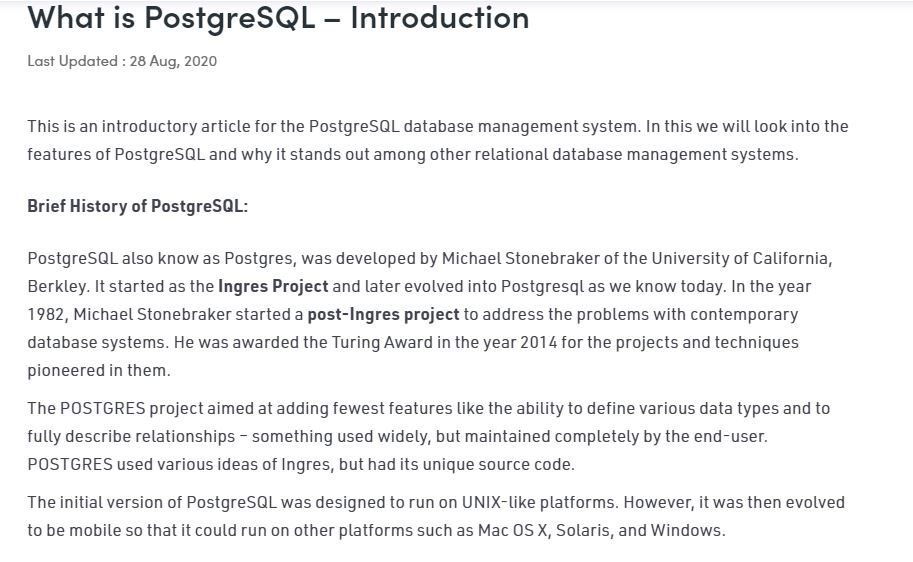 What is PostgreSQL – Introduction
Last Updated : 28 Aug, 2020
This is an introductory article for the PostgreSQL database management system. In this we will look into the
features of PostgreSQL and why it stands out among other relational database management systems.
Brief History of PostgreSQL:
PostgreSQL also know as Postgres, was developed by Michael Stonebraker of the University of California,
Berkley. It started as the Ingres Project and later evolved into Postgresql as we know today. In the year
1982, Michael Stonebraker started a post-Ingres project to address the problems with contemporary
database systems. He was awarded the Turing Award in the year 2014 for the projects and techniques
pioneered in them.
The POSTGRES project aimed at adding fewest features like the ability to define various data types and to
fully describe relationships – something used widely, but maintained completely by the end-user.
POSTGRES used various ideas of Ingres, but had its unique source code.
The initial version of PostgreSQL was designed to run on UNIX-like platforms. However, it was then evolved
to be mobile so that it could run on other platforms such as Mac OS X, Solaris, and Windows.